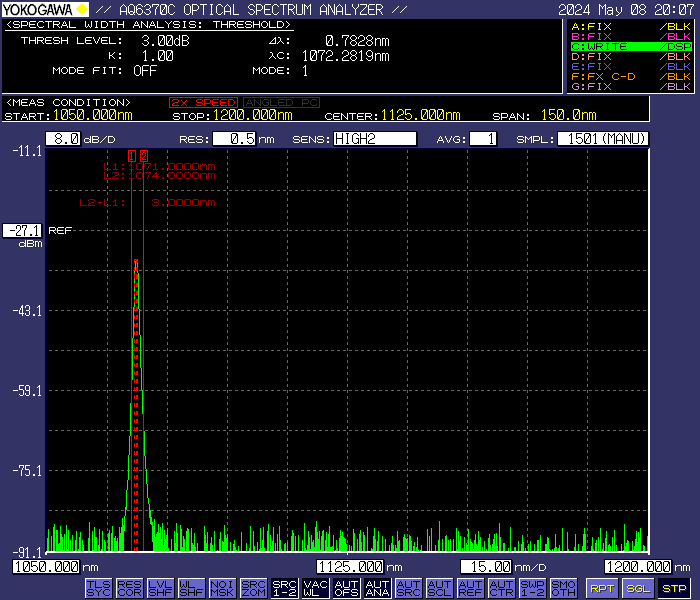 YOKOGAWA // AQ6370C OPTICAL SPECTRUM ANALYZER // 2024 May 08 20:07
<SPECTRAL WIDTH ANALYSIS: THRESHOLD>
THRESH LEVEL: 3.00dB Δλ: 0.7828nm
K: 1.00 λC: 1072.2819nm
MODE FIT: OFF MODE: 1
A:FIX /BLK
B:FIX /BLK
C:WRITE /DSP
D:FIX /BLK
E:FIX /BLK
F:FX C-D /BLK
G:FIX /BLK
<MEAS CONDITION> 2X SPEED ANGLED PC
START:1050.000nm STOP:1200.000nm CENTER:1125.000nm SPAN: 150.0nm
8.0 dB/D RES: 0.5 nm SENS: HIGH2 AVG: 1 SMPL: 1501(MANU)
-11.1
1 2
L1:1071.0000nm
L2:1074.0000nm
L2-L1: 3.0000nm
-27.1 REF
dBm
-43.1
-59.1
-75.1
-91.1
1050.000 nm 1125.000 nm 15.00 nm/D 1200.000 nm
TLS SYC RES COR LVL SHF WL SHF NOI MSK SRC ZOM SRC 1-2 VAC WL AUT OFS AUT ANA AUT SRC AUT SCL AUT REF AUT CTR SWP 1-2 SMO OTH RPT SGL STP